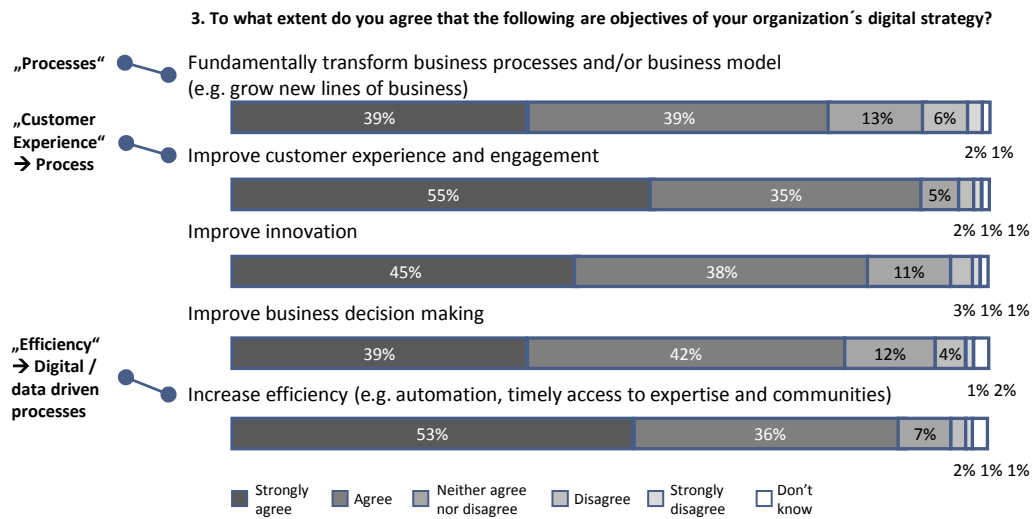 3. To what extent do you agree that the following are objectives of your organization´s digital strategy?
„Processes“
Fundamentally transform business processes and/or business model
(e.g. grow new lines of business)
39% 39% 13% 6%
2% 1%
„Customer
Experience“
→ Process
Improve customer experience and engagement
55% 35% 5%
2% 1% 1%
Improve innovation
45% 38% 11%
3% 1% 1%
Improve business decision making
39% 42% 12% 4%
1% 2%
„Efficiency“
→ Digital /
data driven
processes
Increase efficiency (e.g. automation, timely access to expertise and communities)
53% 36% 7%
2% 1% 1%
Strongly
agree
Agree
Neither agree
nor disagree
Disagree
Strongly
disagree
Don't
know